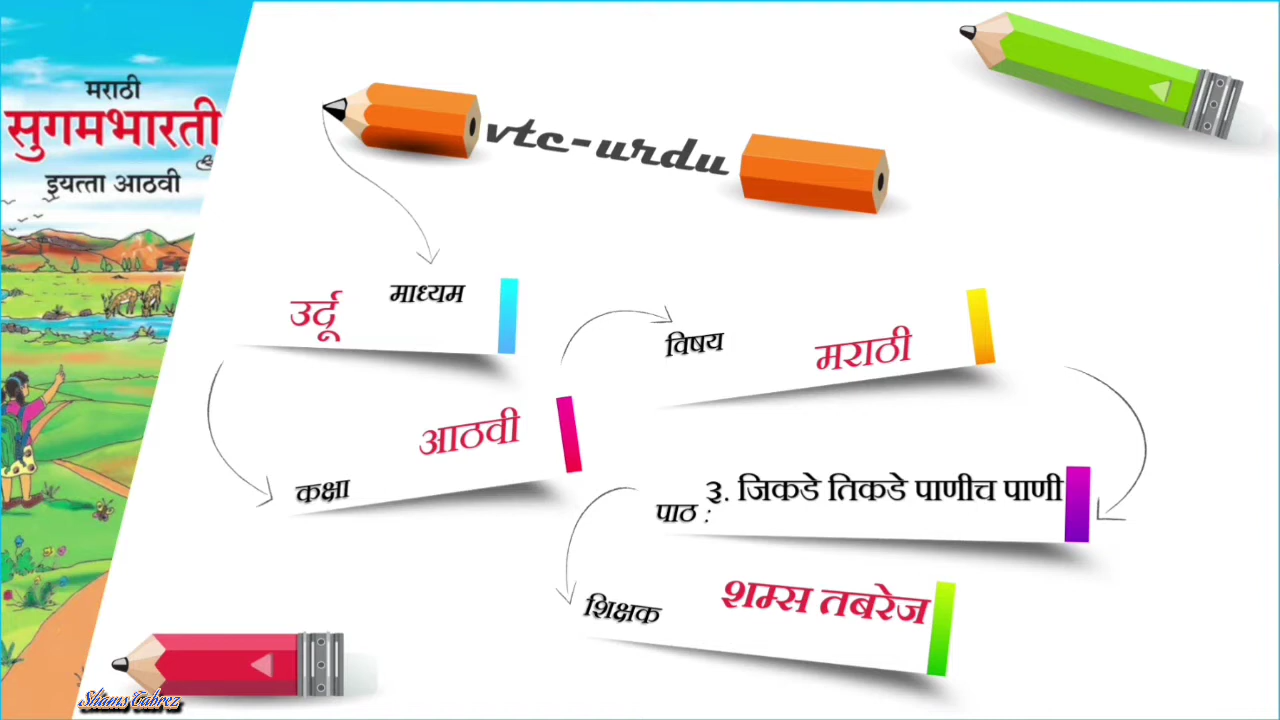 मराठी
सुगमभारती
इयत्ता आठवी
vtc-urdu
माध्यम
उर्दू
विषय
मराठी
आठवी
कक्षा
३. जिकडे तिकडे पाणीच पाणी
पाठ :
शिक्षक
शम्स तबरेज
Shams Tabrez